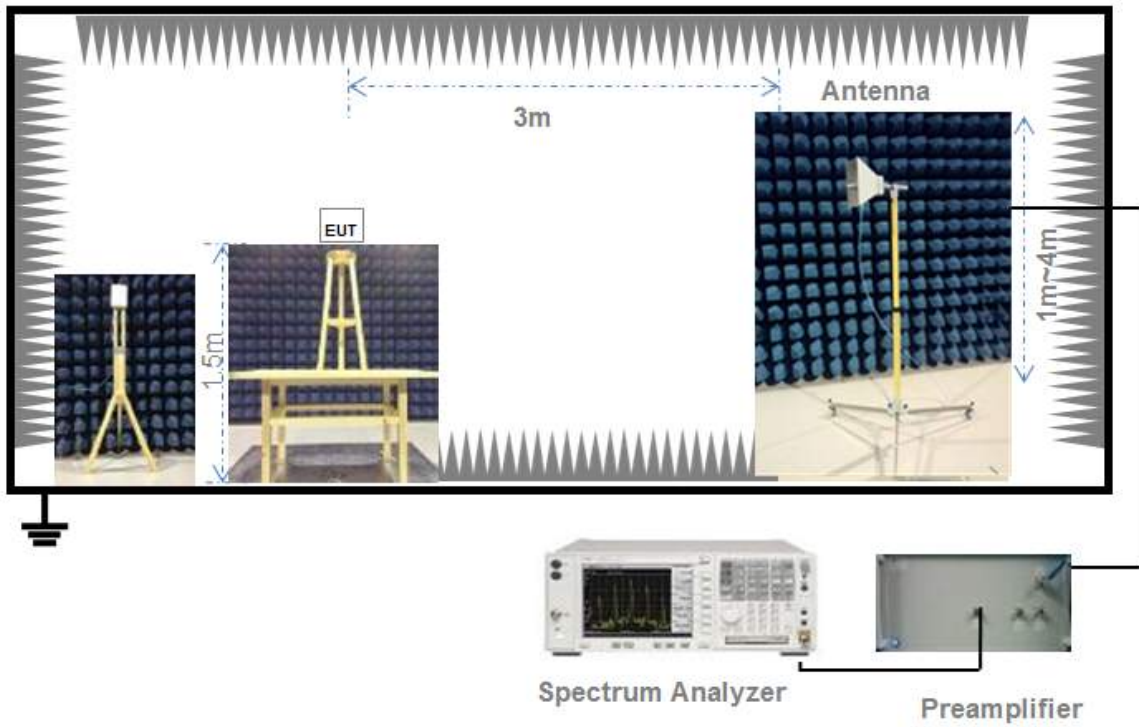 Antenna
3m
EUT
1.5m
1m~4m
Spectrum Analyzer
Preamplifier